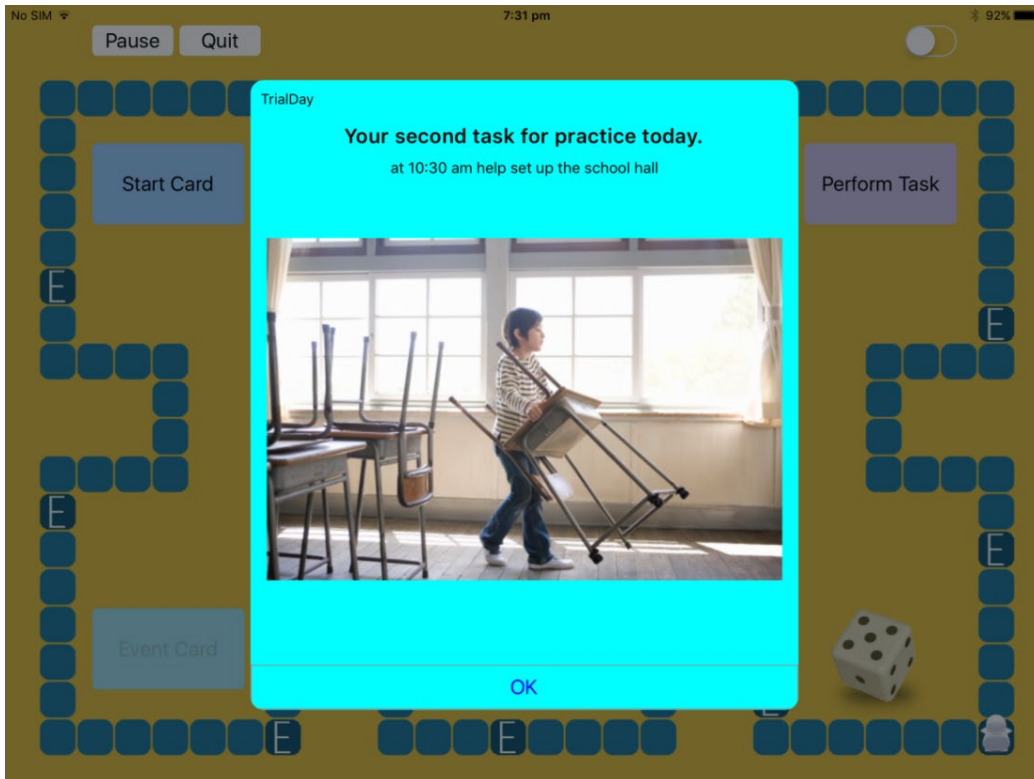 No SIM 7:31 pm 92%
Pause Quit
TrialDay
Your second task for practice today.
at 10:30 am help set up the school hall
Start Card
Perform Task
E
E
E
E
Event Card
OK
E
E
E